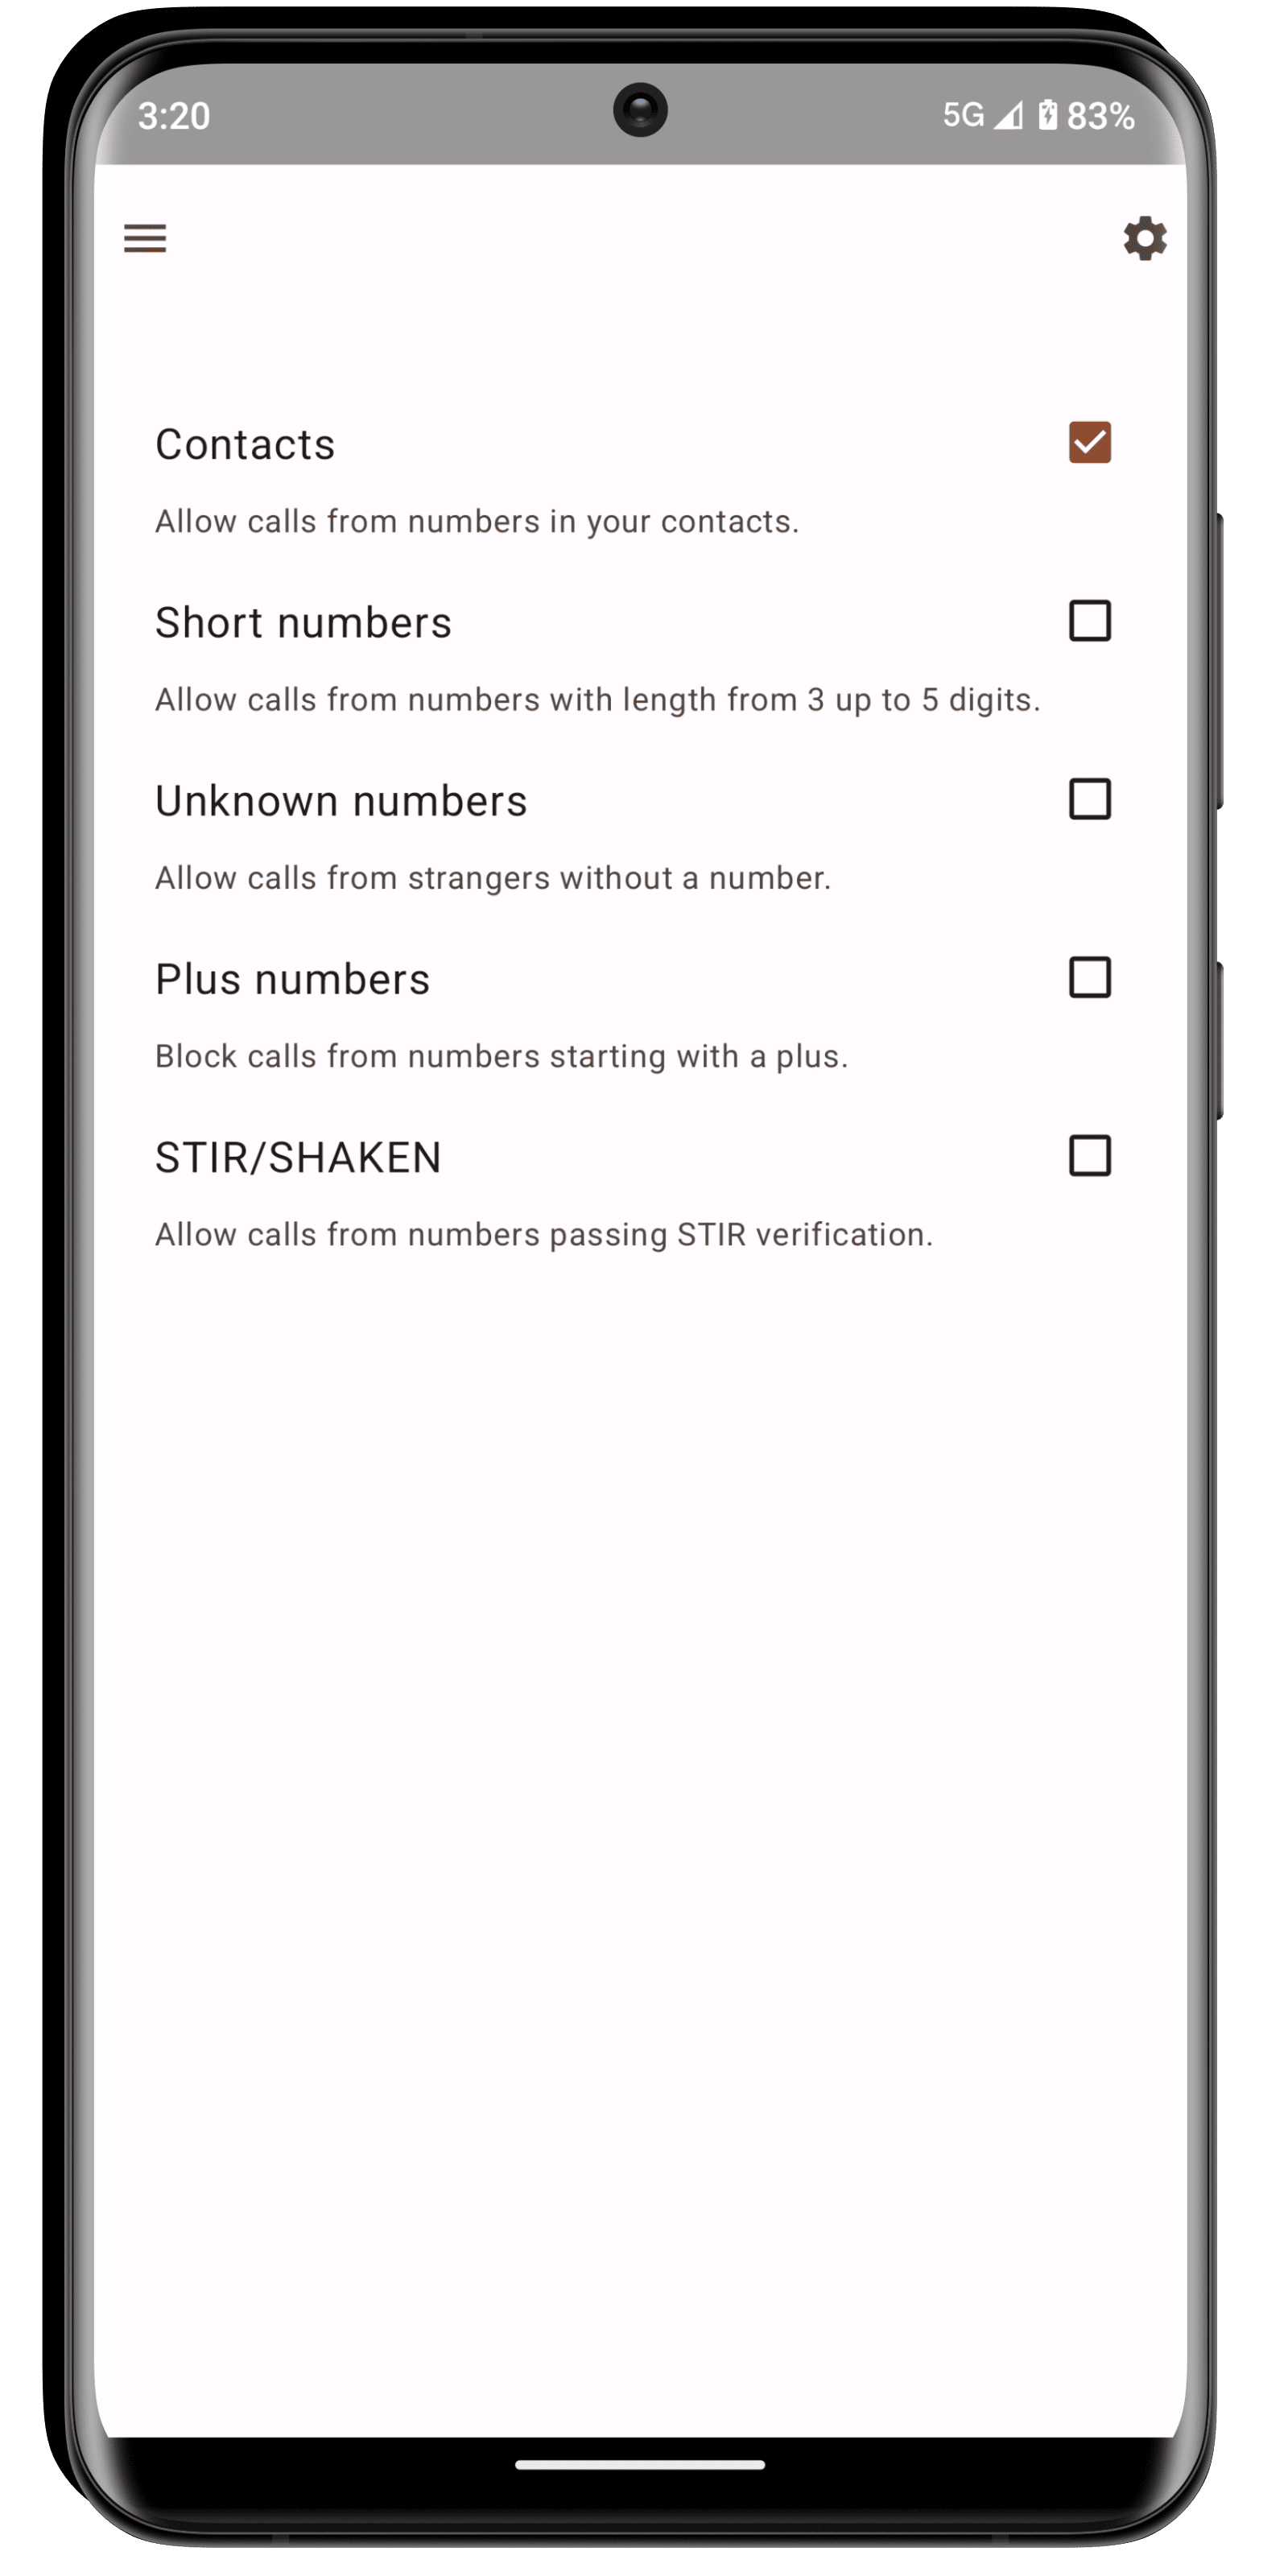 3:20 5G 83%
Contacts
Allow calls from numbers in your contacts.
Short numbers
Allow calls from numbers with length from 3 up to 5 digits.
Unknown numbers
Allow calls from strangers without a number.
Plus numbers
Block calls from numbers starting with a plus.
STIR/SHAKEN
Allow calls from numbers passing STIR verification.